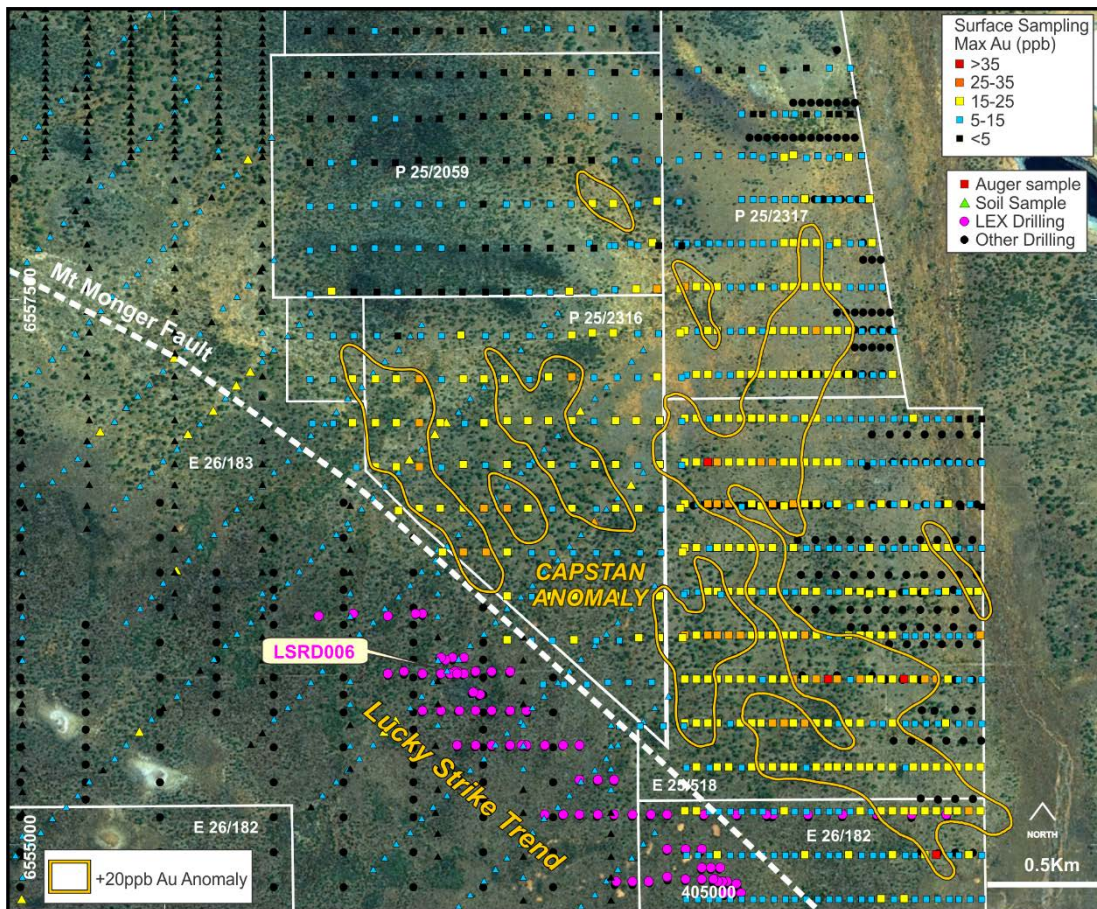 Surface Sampling
Max Au (ppb)
>35
25-35
15-25
5-15
<5
Auger sample
Soil Sample
LEX Drilling
Other Drilling
P 25/2059
P 25/2317
6557500
Mt Monger Fault
P 25/2316
E 26/183
CAPSTAN
ANOMALY
LSRD006
Lucky Strike Trend
E 25/518
6555000
E 26/182
E 26/182
NORTH
0.5Km
+20ppb Au Anomaly
405000